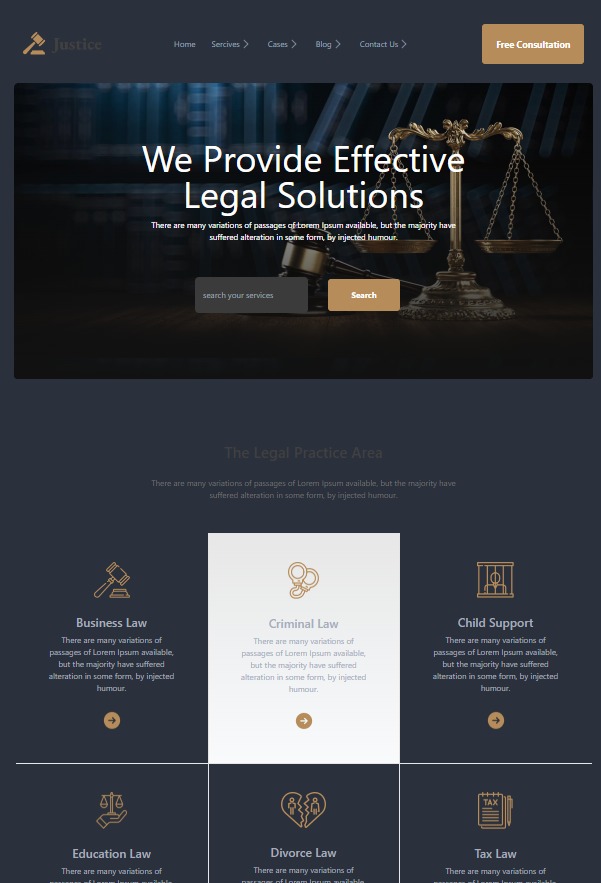 Justice
Home
Sercives
Cases
Blog
Contact Us
Free Consultation
We Provide Effective
Legal Solutions
There are many variations of passages of Lorem Ipsum available, but the majority have
suffered alteration in some form, by injected humour.
search your services
Search
The Legal Practice Area
There are many variations of passages of Lorem Ipsum available, but the majority have
suffered alteration in some form, by injected humour.
Business Law
There are many variations of
passages of Lorem Ipsum available,
but the majority have suffered
alteration in some form, by injected
humour.
Criminal Law
There are many variations of
passages of Lorem Ipsum available,
but the majority have suffered
alteration in some form, by injected
humour.
Child Support
There are many variations of
passages of Lorem Ipsum available,
but the majority have suffered
alteration in some form, by injected
humour.
Education Law
There are many variations of
Divorce Law
There are many variations of
TAX
Tax Law
There are many variations of